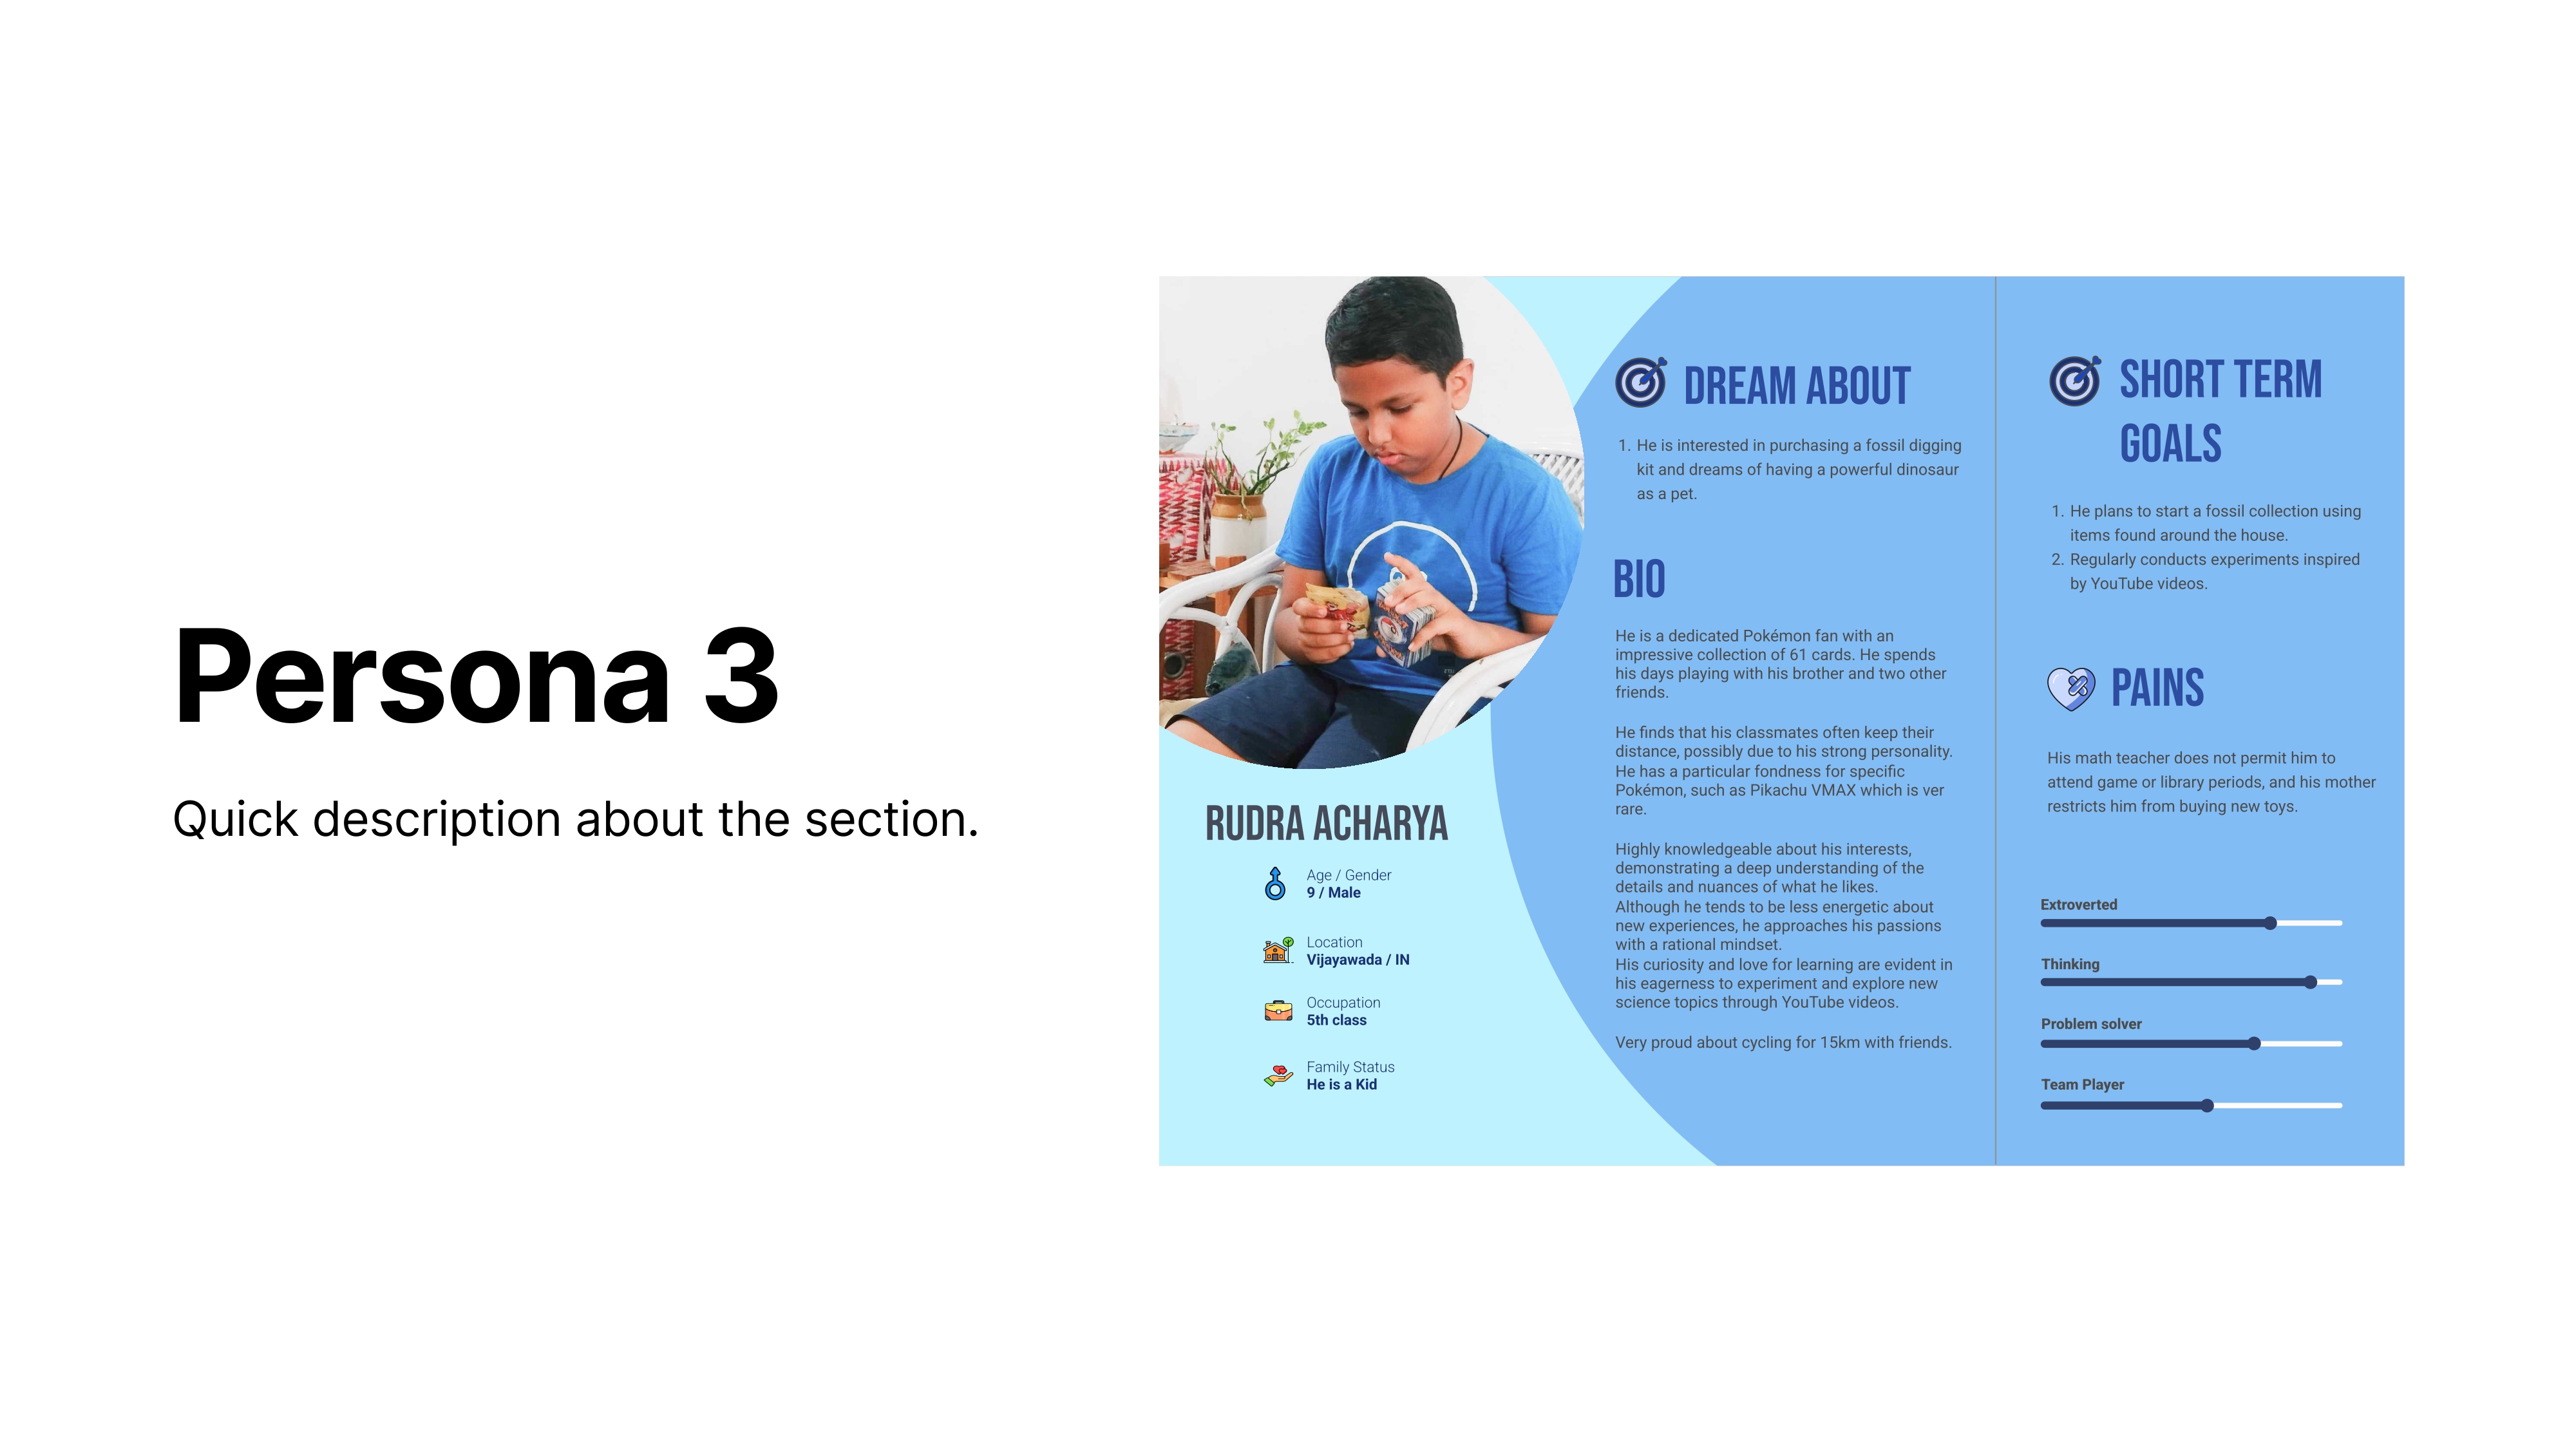 Persona 3
Quick description about the section.
RUDRA ACHARYA
Age / Gender
9 / Male
Location
Vijayawada / IN
Occupation
5th class
Family Status
He is a Kid
DREAM ABOUT
1. He is interested in purchasing a fossil digging
kit and dreams of having a powerful dinosaur
as a pet.
BIO
He is a dedicated Pokémon fan with an
impressive collection of 61 cards. He spends
his days playing with his brother and two other
friends.
He finds that his classmates often keep their
distance, possibly due to his strong personality.
He has a particular fondness for specific
Pokémon, such as Pikachu VMAX which is ver
rare.
Highly knowledgeable about his interests,
demonstrating a deep understanding of the
details and nuances of what he likes.
Although he tends to be less energetic about
new experiences, he approaches his passions
with a rational mindset.
His curiosity and love for learning are evident in
his eagerness to experiment and explore new
science topics through YouTube videos.
Very proud about cycling for 15km with friends.
SHORT TERM
GOALS
1. He plans to start a fossil collection using
items found around the house.
2. Regularly conducts experiments inspired
by YouTube videos.
PAINS
His math teacher does not permit him to
attend game or library periods, and his mother
restricts him from buying new toys.
Extroverted
Thinking
Problem solver
Team Player